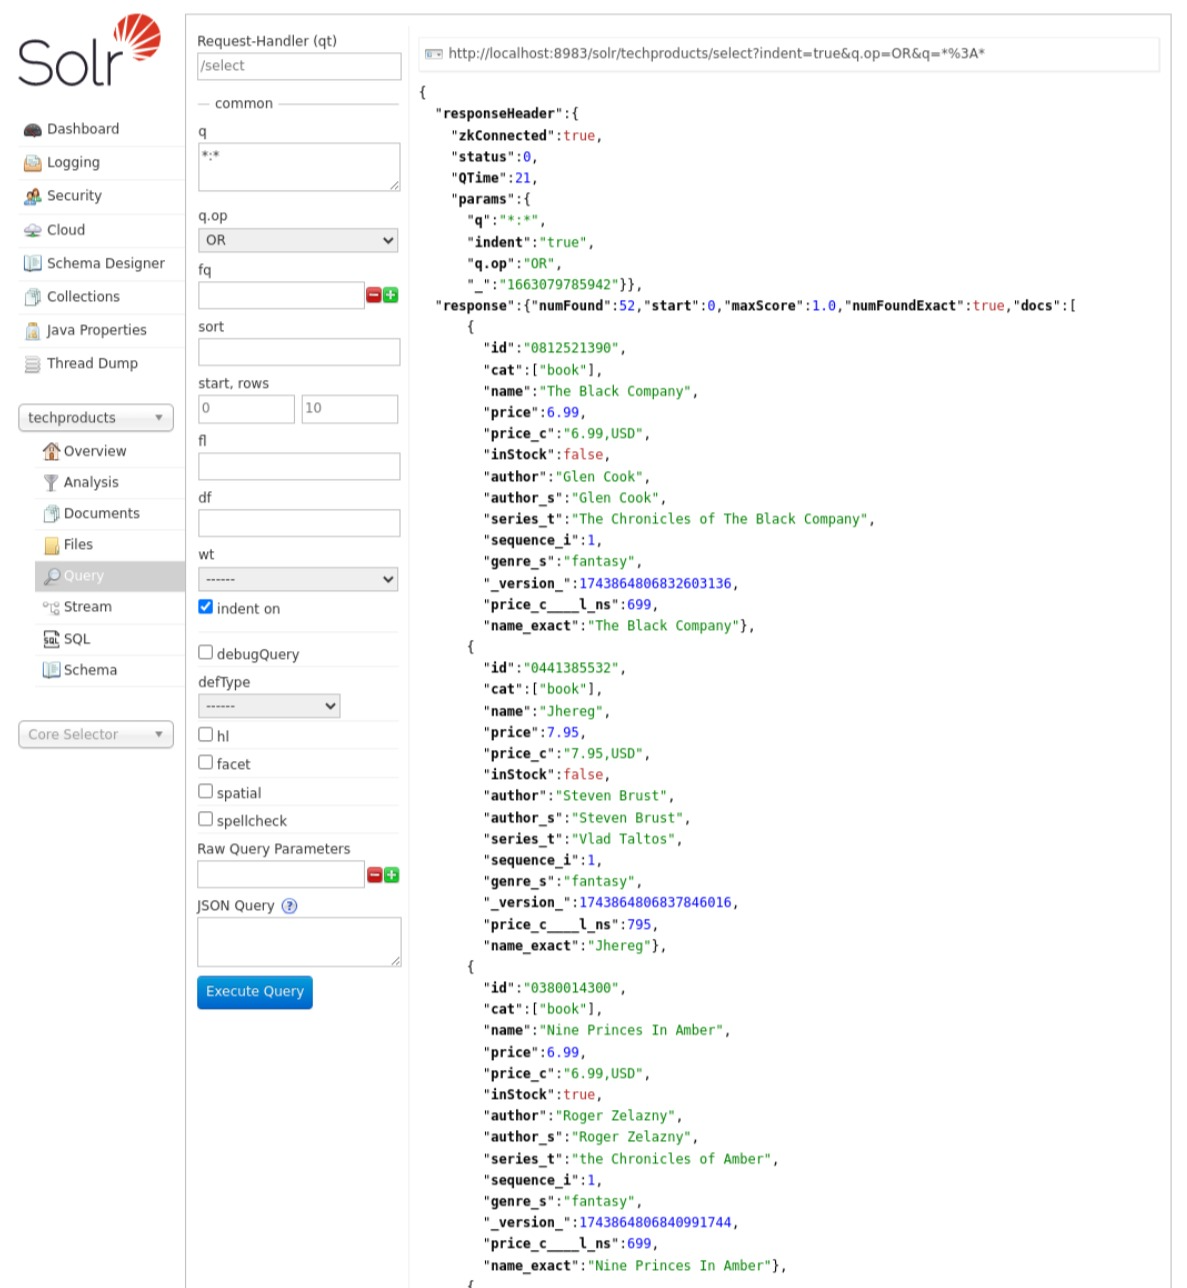 Solr
Dashboard
Logging
Security
Cloud
Schema Designer
Collections
Java Properties
Thread Dump
techproducts
Overview
Analysis
Documents
Files
Query
Stream
SQL
Schema
Core Selector
Request-Handler (qt)
/select
common
q
*:*
q.op
OR
fq
sort
start, rows
0 10
fl
df
wt
------
indent on
debugQuery
defType
------
hl
facet
spatial
spellcheck
Raw Query Parameters
JSON Query ?
Execute Query
http://localhost:8983/solr/techproducts/select?indent=true&q.op=OR&q=*%3A*
{
"responseHeader":{
"zkConnected":true,
"status":0,
"QTime":21,
"params":{
"q":"*:*",
"indent":"true",
"q.op":"OR",
"_":"1663079785942"}},
"response":{"numFound":52,"start":0,"maxScore":1.0,"numFoundExact":true,"docs":[
{
"id":"0812521390",
"cat":["book"],
"name":"The Black Company",
"price":6.99,
"price_c":"6.99,USD",
"inStock":false,
"author":"Glen Cook",
"author_s":"Glen Cook",
"series_t":"The Chronicles of The Black Company",
"sequence_i":1,
"genre_s":"fantasy",
"_version_":1743864806832603136,
"price_c____l_ns":699,
"name_exact":"The Black Company"},
{
"id":"0441385532",
"cat":["book"],
"name":"Jhereg",
"price":7.95,
"price_c":"7.95,USD",
"inStock":false,
"author":"Steven Brust",
"author_s":"Steven Brust",
"series_t":"Vlad Taltos",
"sequence_i":1,
"genre_s":"fantasy",
"_version_":1743864806837846016,
"price_c____l_ns":795,
"name_exact":"Jhereg"},
{
"id":"0380014300",
"cat":["book"],
"name":"Nine Princes In Amber",
"price":6.99,
"price_c":"6.99,USD",
"inStock":true,
"author":"Roger Zelazny",
"author_s":"Roger Zelazny",
"series_t":"the Chronicles of Amber",
"sequence_i":1,
"genre_s":"fantasy",
"_version_":1743864806840991744,
"price_c____l_ns":699,
"name_exact":"Nine Princes In Amber"},
{